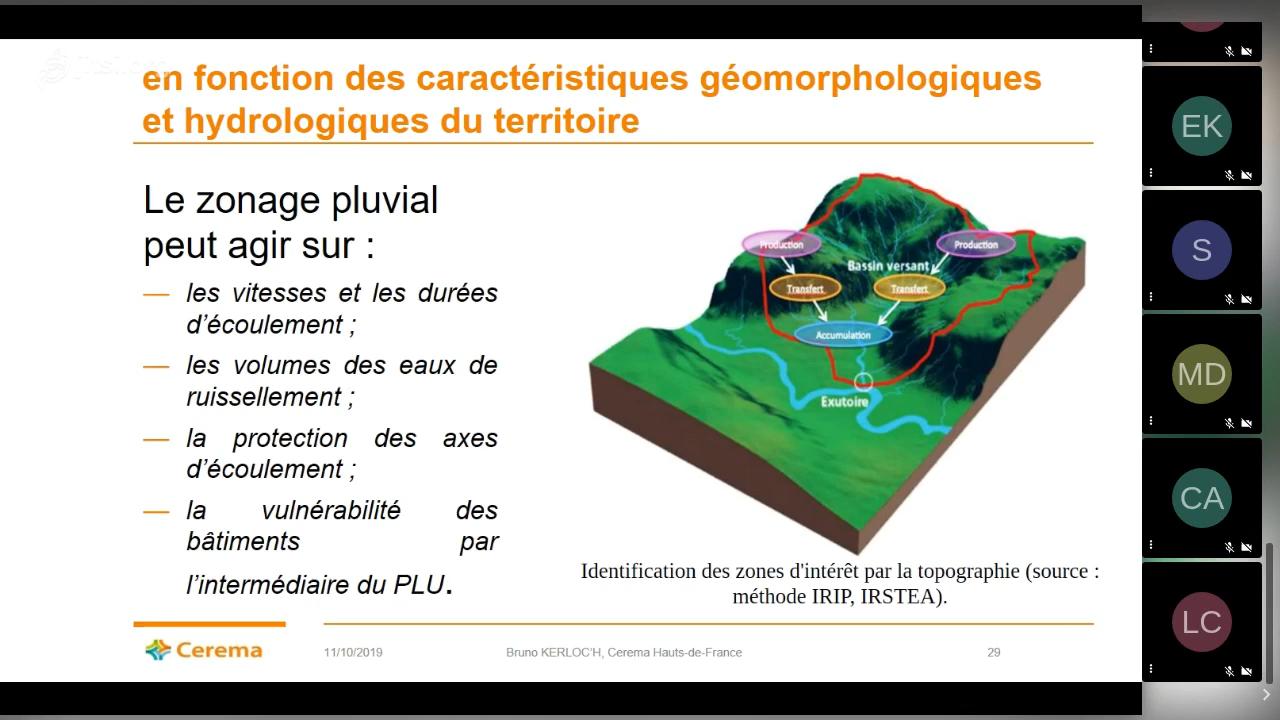 en fonction des caractéristiques géomorphologiques
et hydrologiques du territoire
Le zonage pluvial
peut agir sur :
— les vitesses et les durées
d'écoulement ;
— les volumes des eaux de
ruissellement ;
— la protection des axes
d'écoulement ;
— la vulnérabilité des
bâtiments par
l'intermédiaire du PLU.
Production
Production
Bassin versant
Transfert
Transfert
Accumulation
Exutoire
Identification des zones d'intérêt par la topographie (source :
méthode IRIP, IRSTEA).
Cerema
11/10/2019
Bruno KERLOC'H, Cerema Hauts-de-France
29
EK
S
MD
CA
LC